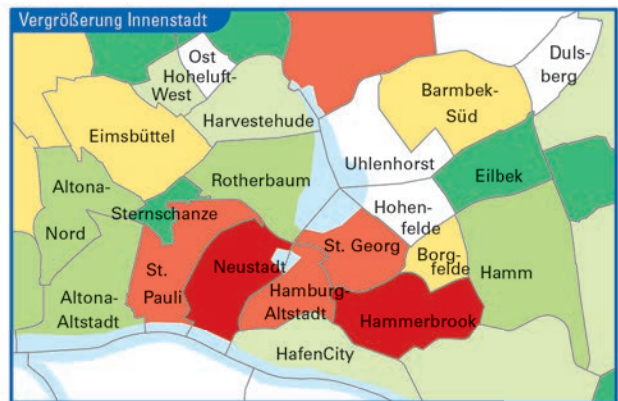 Vergrößerung Innenstadt
Ost
Hoheluft-
West
Duls-
berg
Barmbek-
Süd
Harvestehude
Eimsbüttel
Uhlenhorst
Eilbek
Altona-
Nord
Rotherbaum
Sternschanze
Hohen-
felde
St. Georg
Borg-
felde
Hamm
Neustadt
St.
Pauli
Hamburg-
Altstadt
Altona-
Altstadt
Hammerbrook
HafenCity